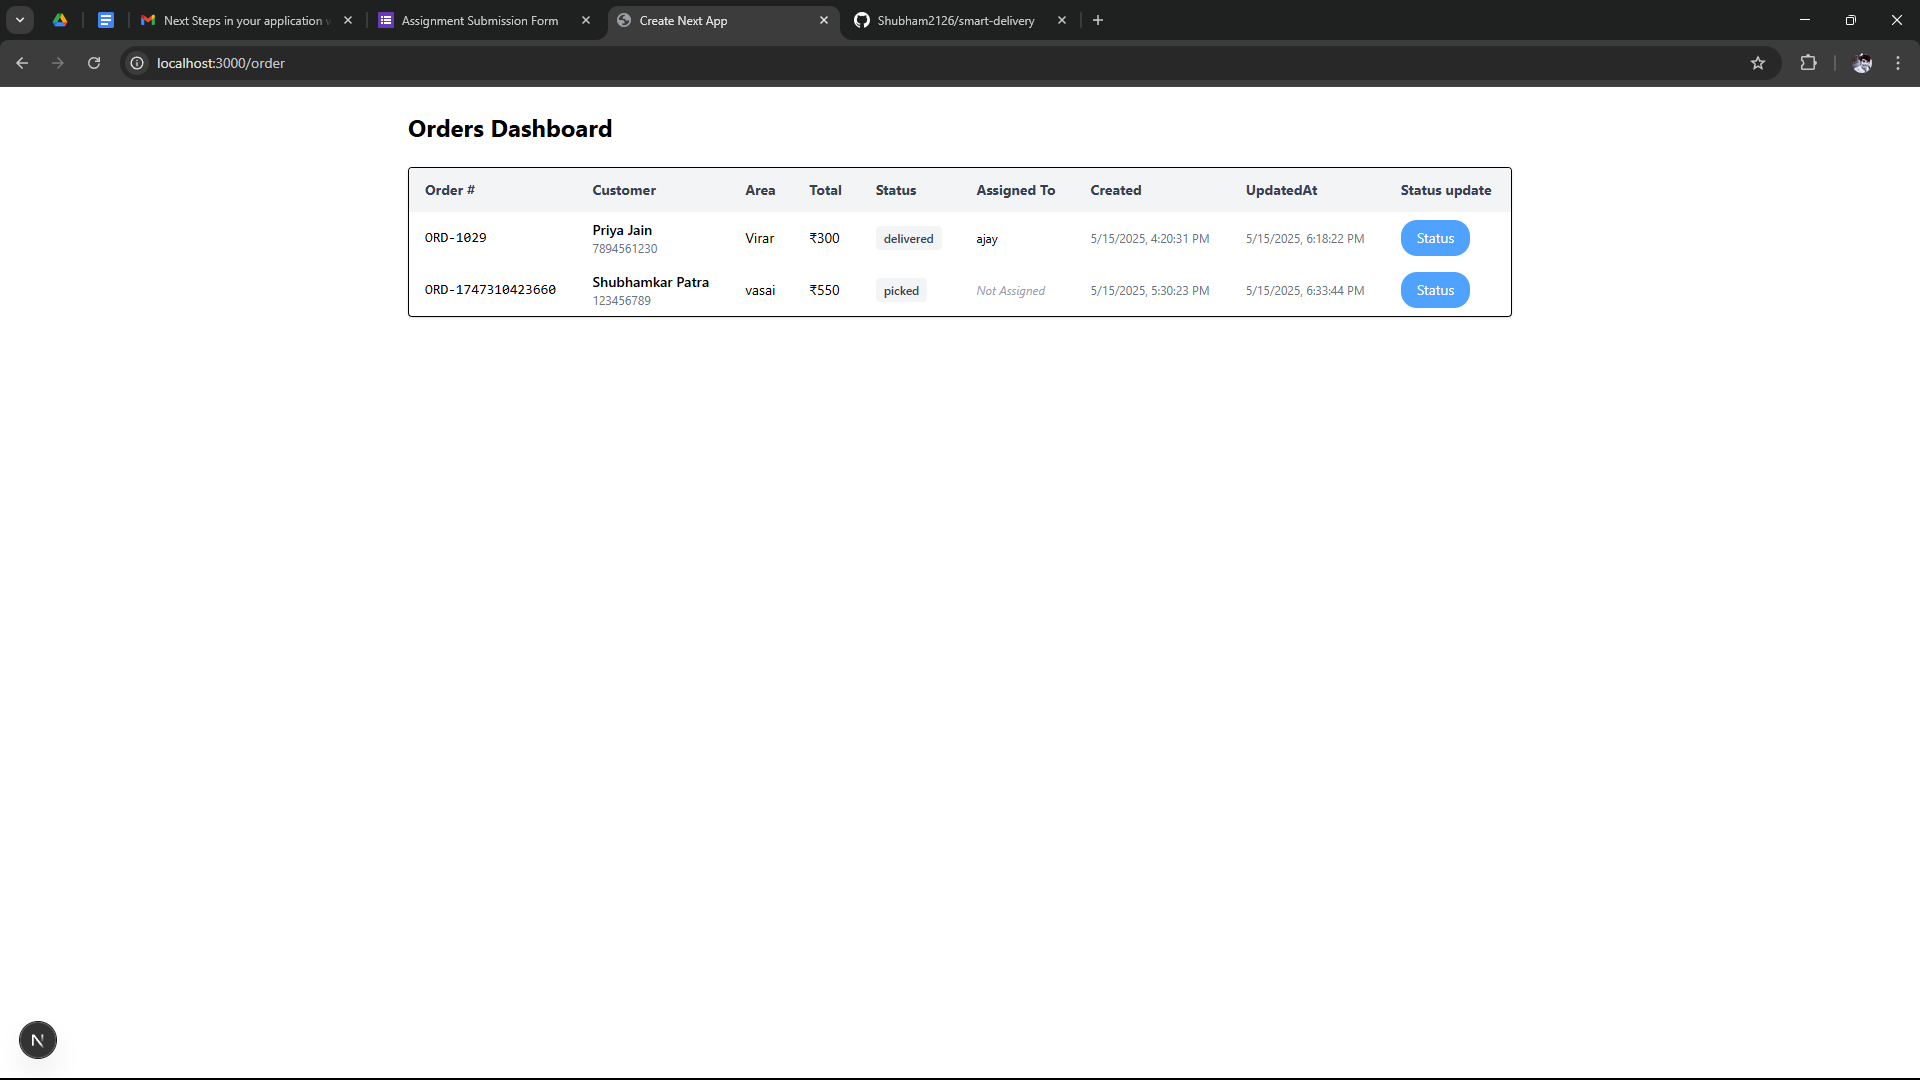 Next Steps in your application
Assignment Submission Form
Create Next App
Shubham2126/smart-delivery
localhost:3000/order
Orders Dashboard
Order # Customer Area Total Status Assigned To Created UpdatedAt Status update
ORD-1029 Priya Jain 7894561230 Virar ₹300 delivered ajay 5/15/2025, 4:20:31 PM 5/15/2025, 6:18:22 PM Status
ORD-1747310423660 Shubhamkar Patra 123456789 vasai ₹550 picked Not Assigned 5/15/2025, 5:30:23 PM 5/15/2025, 6:33:44 PM Status
N